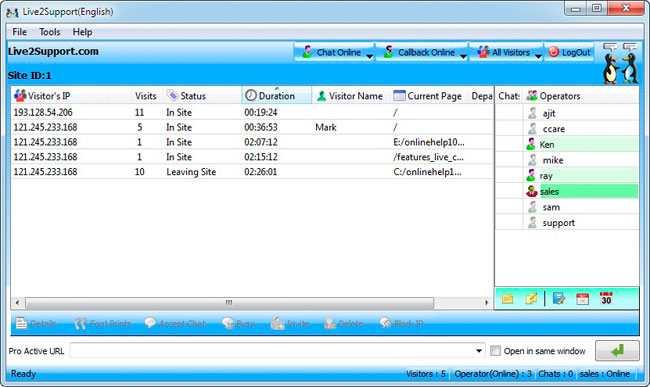 Live2Support(English)
File Tools Help
Live2Support.com Chat Online Callback Online All Visitors LogOut
Site ID:1
Visitor's IP Visits Status Duration Visitor Name Current Page Depa Chat: Operators
193.128.54.206 11 In Site 00:19:24 / ajit
121.245.233.168 5 In Site 00:36:53 Mark / ccare
121.245.233.168 1 In Site 02:07:12 E:/onlinehelp10... Ken
121.245.233.168 1 In Site 02:15:12 /features_live_c... mike
121.245.233.168 10 Leaving Site 02:26:01 C:/onlinehelp1... ray
sales
sam
support
30
Details Foot Prints Accept Chat Busy Invite Delete Block IP
Pro Active URL Open in same window
Ready Visitors : 5 Operator(Online) : 3 Chats : 0 sales : Online